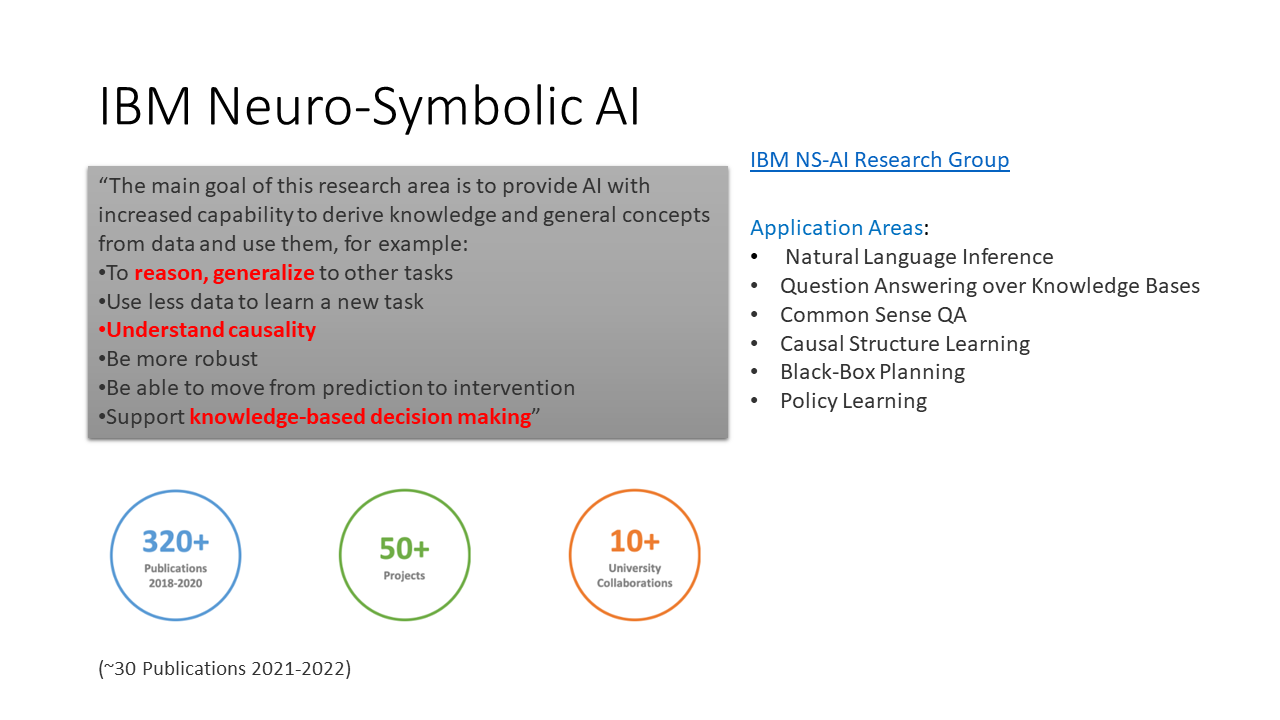 IBM Neuro-Symbolic AI
“The main goal of this research area is to provide AI with
increased capability to derive knowledge and general concepts
from data and use them, for example:
•To reason, generalize to other tasks
•Use less data to learn a new task
•Understand causality
•Be more robust
•Be able to move from prediction to intervention
•Support knowledge-based decision making”
IBM NS-AI Research Group
Application Areas:
• Natural Language Inference
• Question Answering over Knowledge Bases
• Common Sense QA
• Causal Structure Learning
• Black-Box Planning
• Policy Learning
320+
Publications
2018-2020
50+
Projects
10+
University
Collaborations
(~30 Publications 2021-2022)